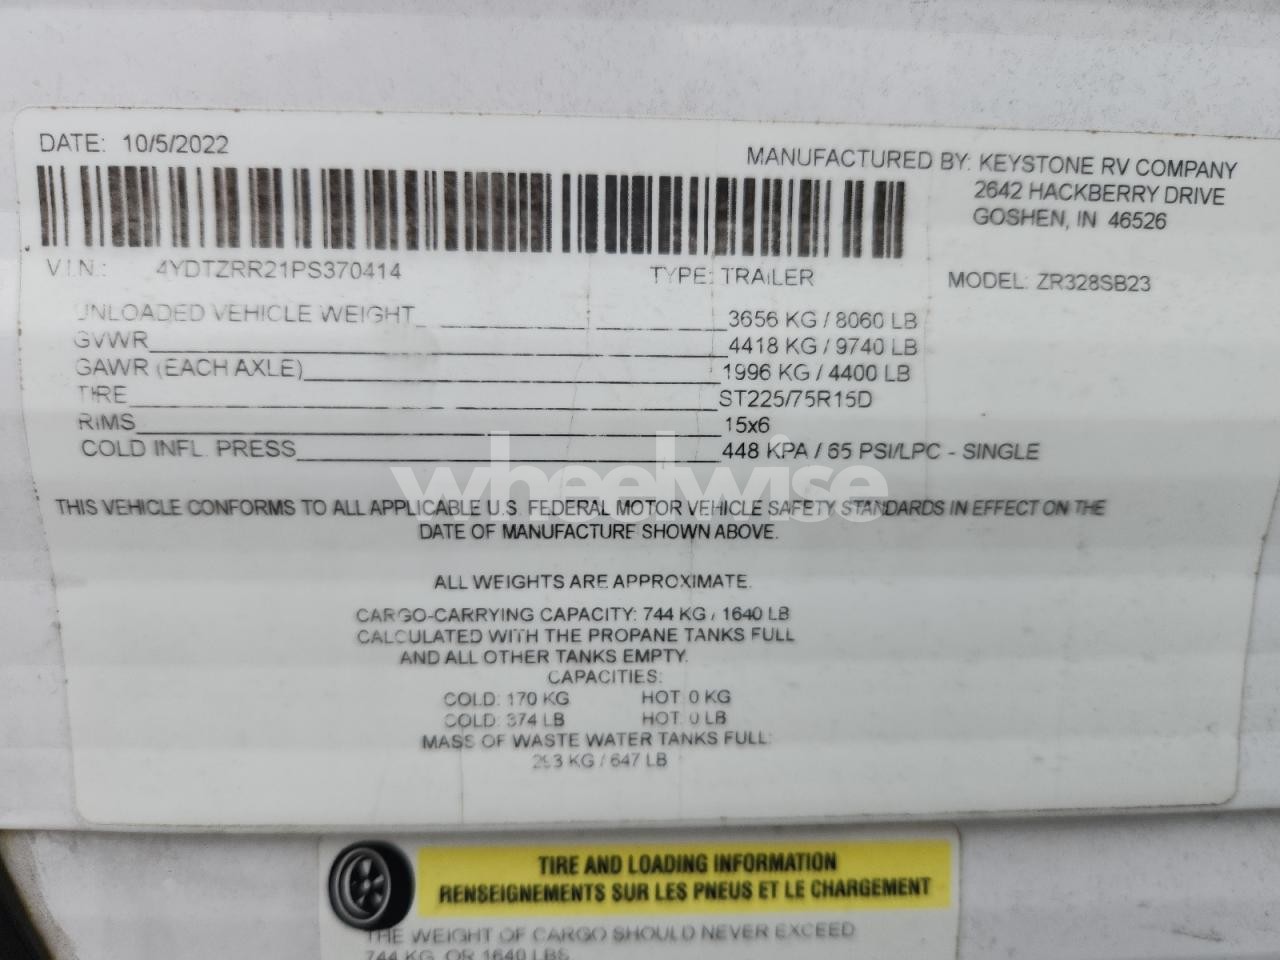 DATE: 10/5/2022
MANUFACTURED BY: KEYSTONE RV COMPANY
2642 HACKBERRY DRIVE
GOSHEN, IN 46526
V.I.N.: 4YDTZRR21PS370414 TYPE: TRAILER MODEL: ZR328SB23
UNLOADED VEHICLE WEIGHT 3656 KG / 8060 LB
GVWR 4418 KG / 9740 LB
GAWR (EACH AXLE) 1996 KG / 4400 LB
TIRE ST225/75R15D
RIMS 15x6
COLD INFL. PRESS 448 KPA / 65 PSI/LPC - SINGLE
wheelwise
THIS VEHICLE CONFORMS TO ALL APPLICABLE U.S. FEDERAL MOTOR VEHICLE SAFETY STANDARDS IN EFFECT ON THE
DATE OF MANUFACTURE SHOWN ABOVE.
ALL WEIGHTS ARE APPROXIMATE.
CARGO-CARRYING CAPACITY: 744 KG / 1640 LB
CALCULATED WITH THE PROPANE TANKS FULL
AND ALL OTHER TANKS EMPTY.
CAPACITIES:
COLD: 170 KG HOT: 0 KG
COLD: 374 LB HOT: 0 LB
MASS OF WASTE WATER TANKS FULL:
293 KG / 647 LB
TIRE AND LOADING INFORMATION
RENSEIGNEMENTS SUR LES PNEUS ET LE CHARGEMENT
THE WEIGHT OF CARGO SHOULD NEVER EXCEED
744 KG OR 1640 LBS